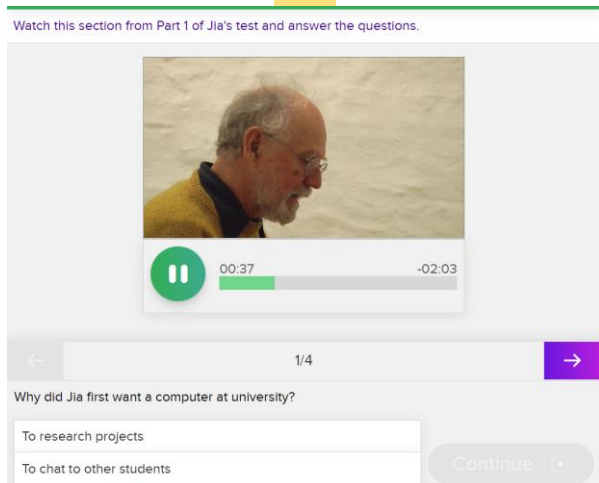 Watch this section from Part 1 of Jia's test and answer the questions.
00:37 -02:03
1/4
Why did Jia first want a computer at university?
To research projects
To chat to other students
Continue